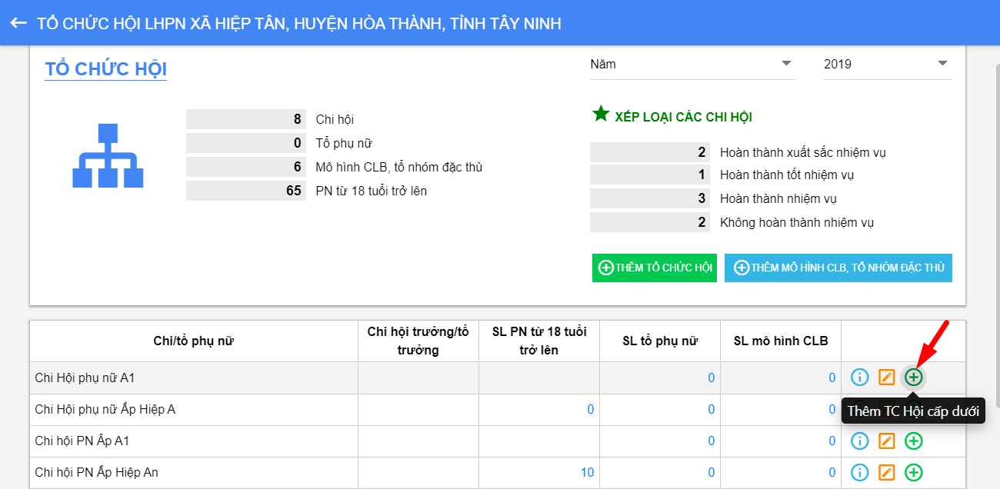 TỔ CHỨC HỘI LHPN XÃ HIỆP TÂN, HUYỆN HÒA THÀNH, TỈNH TÂY NINH
TỔ CHỨC HỘI
Năm 2019
8 Chi hội
0 Tổ phụ nữ
6 Mô hình CLB, tổ nhóm đặc thù
65 PN từ 18 tuổi trở lên
XẾP LOẠI CÁC CHI HỘI
2 Hoàn thành xuất sắc nhiệm vụ
1 Hoàn thành tốt nhiệm vụ
3 Hoàn thành nhiệm vụ
2 Không hoàn thành nhiệm vụ
THÊM TỔ CHỨC HỘI THÊM MÔ HÌNH CLB, TỔ NHÓM ĐẶC THÙ
Chi/tổ phụ nữ
Chi hội trưởng/tổ
trưởng
SL PN từ 18 tuổi
trở lên
SL tổ phụ nữ
SL mô hình CLB
Chi Hội phụ nữ A1 0 0
Chi Hội phụ nữ Ấp Hiệp A 0 0 0
Thêm TC Hội cấp dưới
Chi hội PN Âp A1 0 0
Chi hội PN Ấp Hiệp An 10 0 0